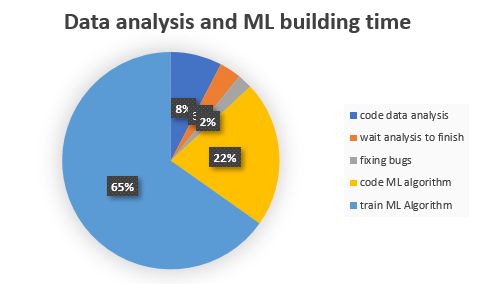 Data analysis and ML building time
8%
2%
22%
65%
code data analysis
wait analysis to finish
fixing bugs
code ML algorithm
train ML Algorithm